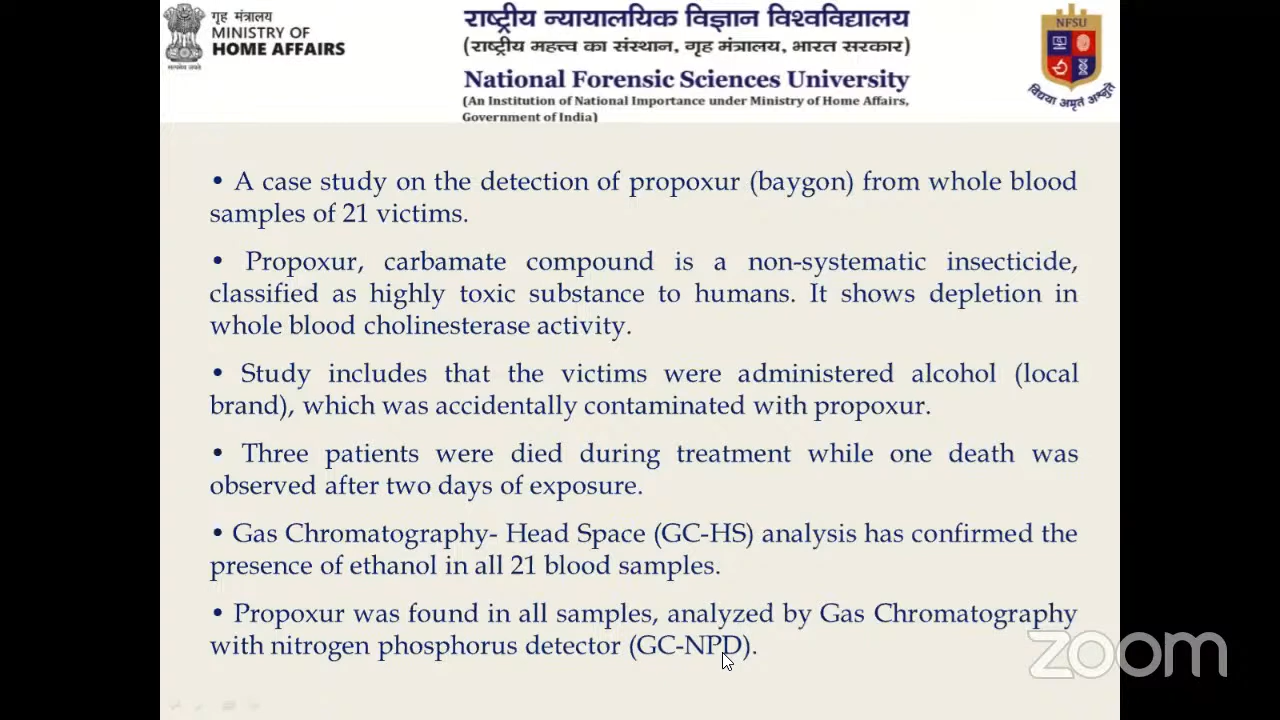 गृह मंत्रालय
MINISTRY OF
HOME AFFAIRS
सत्यमेव जयते
राष्ट्रीय न्यायालयिक विज्ञान विश्वविद्यालय
(राष्ट्रीय महत्त्व का संस्थान, गृह मंत्रालय, भारत सरकार)
National Forensic Sciences University
(An Institution of National Importance under Ministry of Home Affairs,
Government of India)
NFSU
विद्यया अमृतं अश्नुते
• A case study on the detection of propoxur (baygon) from whole blood
samples of 21 victims.
• Propoxur, carbamate compound is a non-systematic insecticide,
classified as highly toxic substance to humans. It shows depletion in
whole blood cholinesterase activity.
• Study includes that the victims were administered alcohol (local
brand), which was accidentally contaminated with propoxur.
• Three patients were died during treatment while one death was
observed after two days of exposure.
• Gas Chromatography- Head Space (GC-HS) analysis has confirmed the
presence of ethanol in all 21 blood samples.
• Propoxur was found in all samples, analyzed by Gas Chromatography
with nitrogen phosphorus detector (GC-NPD).
zoom